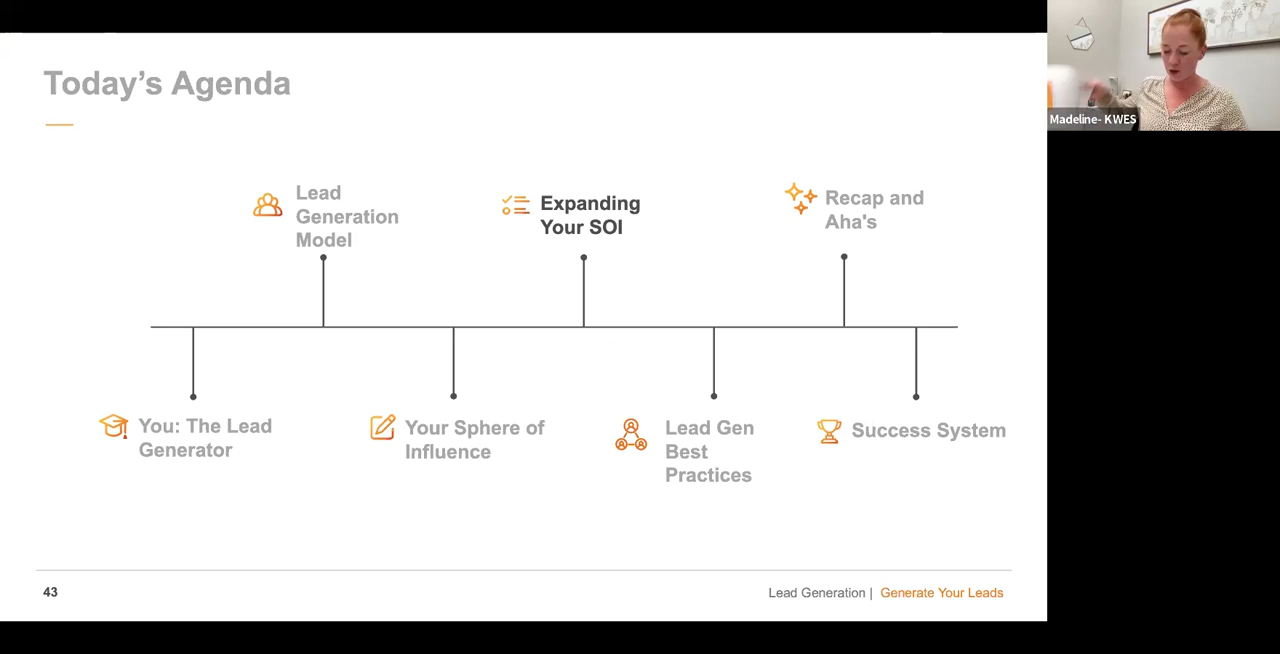 Today's Agenda
Madeline- KWES
Lead
Generation
Model
Expanding
Your SOI
Recap and
Aha's
You: The Lead
Generator
Your Sphere of
Influence
Lead Gen
Best
Practices
Success System
43
Lead Generation | Generate Your Leads